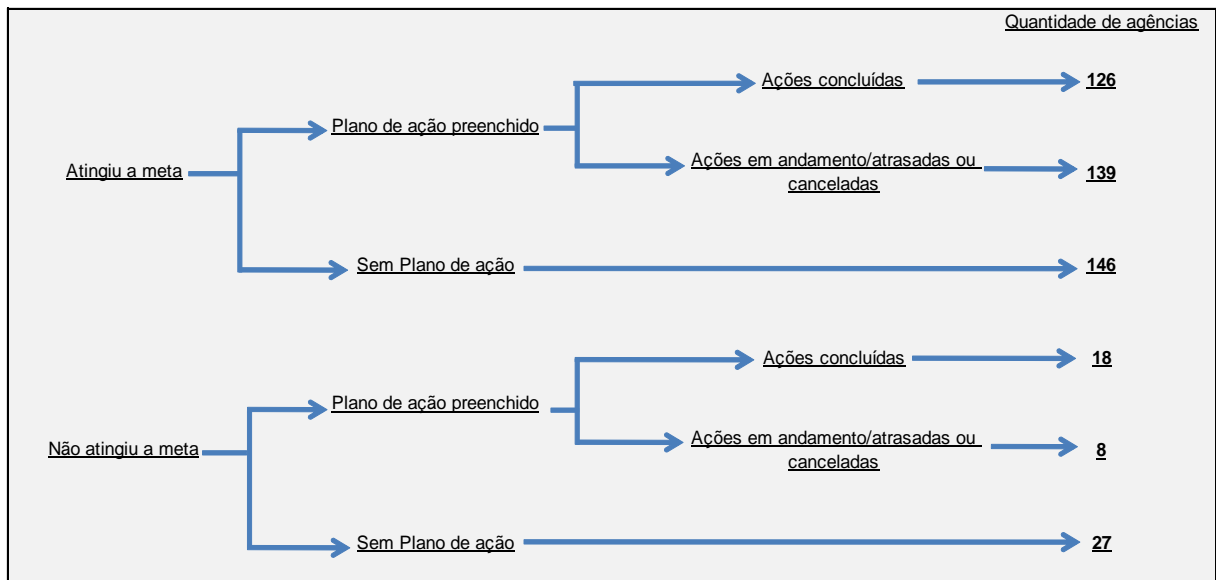 Quantidade de agências
Ações concluídas
126
Plano de ação preenchido
Atingiu a meta
Ações em andamento/atrasadas ou
canceladas
139
Sem Plano de ação
146
Ações concluídas
18
Plano de ação preenchido
Não atingiu a meta
Ações em andamento/atrasadas ou
canceladas
8
Sem Plano de ação
27